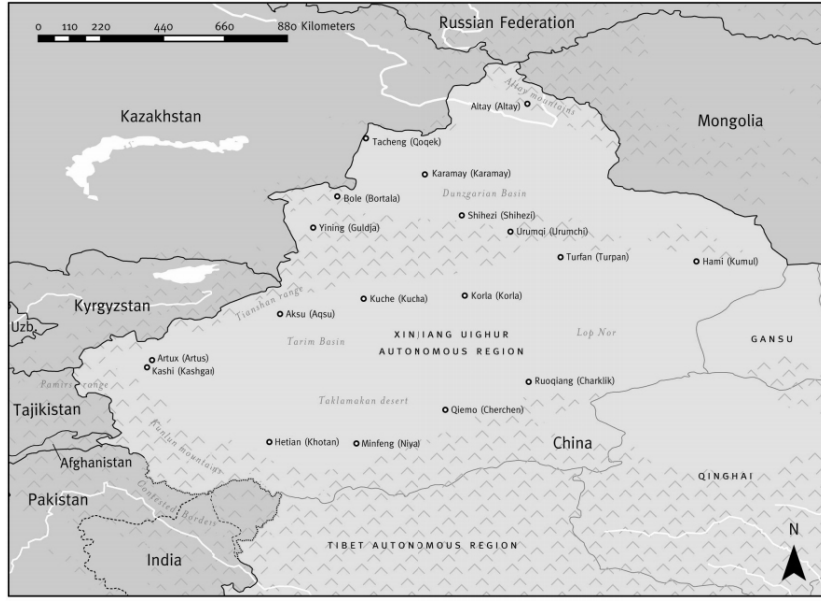 Russian Federation
0 110 220 440 660 880 Kilometers
Altay mountains
Altay (Altay)
Kazakhstan
Mongolia
Tacheng (Qoqek)
Karamay (Karamay)
Dunzgarian Basin
Bole (Bortala)
Shihezi (Shihezi)
Yining (Guldja)
Urumqi (Urumchi)
Turfan (Turpan)
Hami (Kumul)
Kyrgyzstan
Tianshan range
Kuche (Kucha)
Korla (Korla)
Aksu (Aqsu)
Uzb.
Tarim Basin
XINJIANG UIGHUR
AUTONOMOUS REGION
Lop Nor
GANSU
Artux (Artus)
Kashi (Kashgar)
Pamirs range
Ruoqiang (Charklik)
Tajikistan
Taklamakan desert
Qiemo (Cherchen)
Kunlun mountains
Hetian (Khotan)
Minfeng (Niya)
China
Afghanistan
QINGHAI
Pakistan
Contested Borders
N
TIBET AUTONOMOUS REGION
India